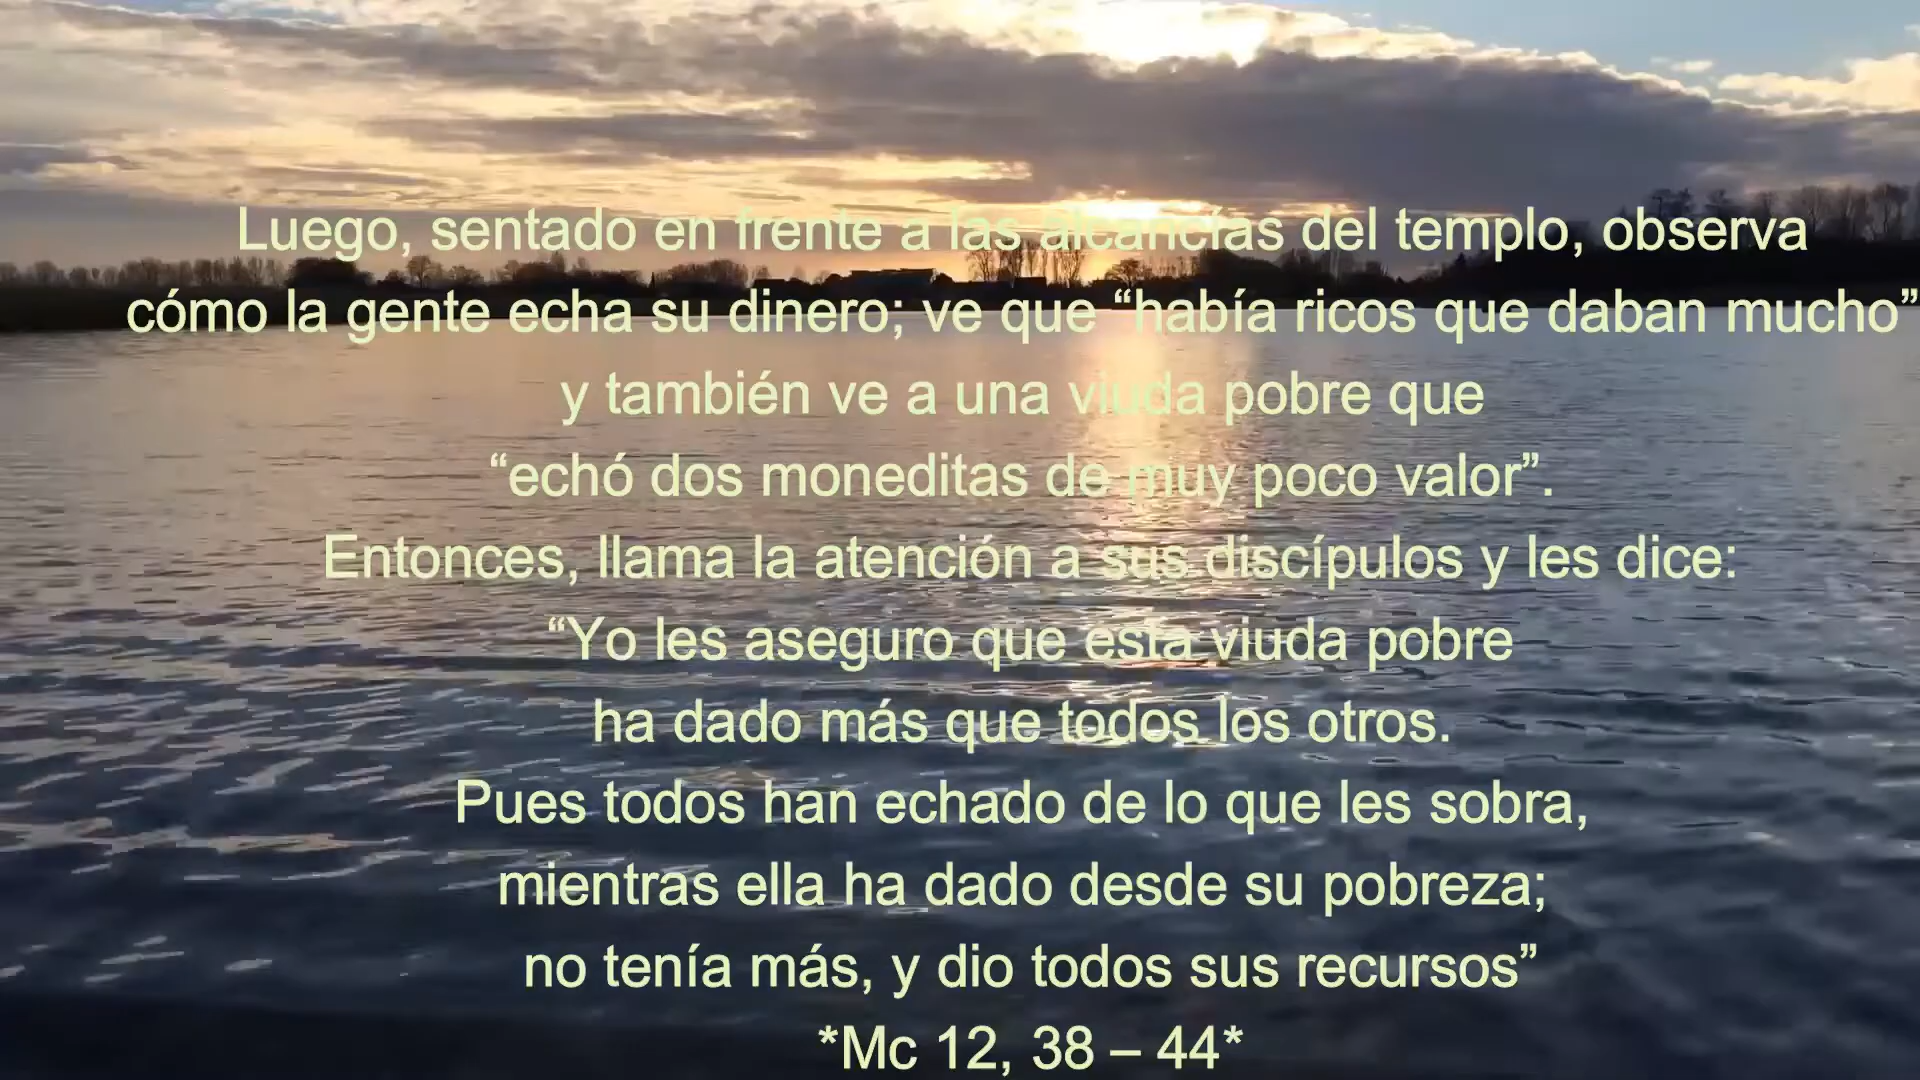 Luego, sentado en frente a las alcancías del templo, observa
cómo la gente echa su dinero; ve que “había ricos que daban mucho”
y también ve a una viuda pobre que
“echó dos moneditas de muy poco valor”.
Entonces, llama la atención a sus discípulos y les dice:
“Yo les aseguro que esta viuda pobre
ha dado más que todos los otros.
Pues todos han echado de lo que les sobra,
mientras ella ha dado desde su pobreza;
no tenía más, y dio todos sus recursos”
*Mc 12, 38 – 44*